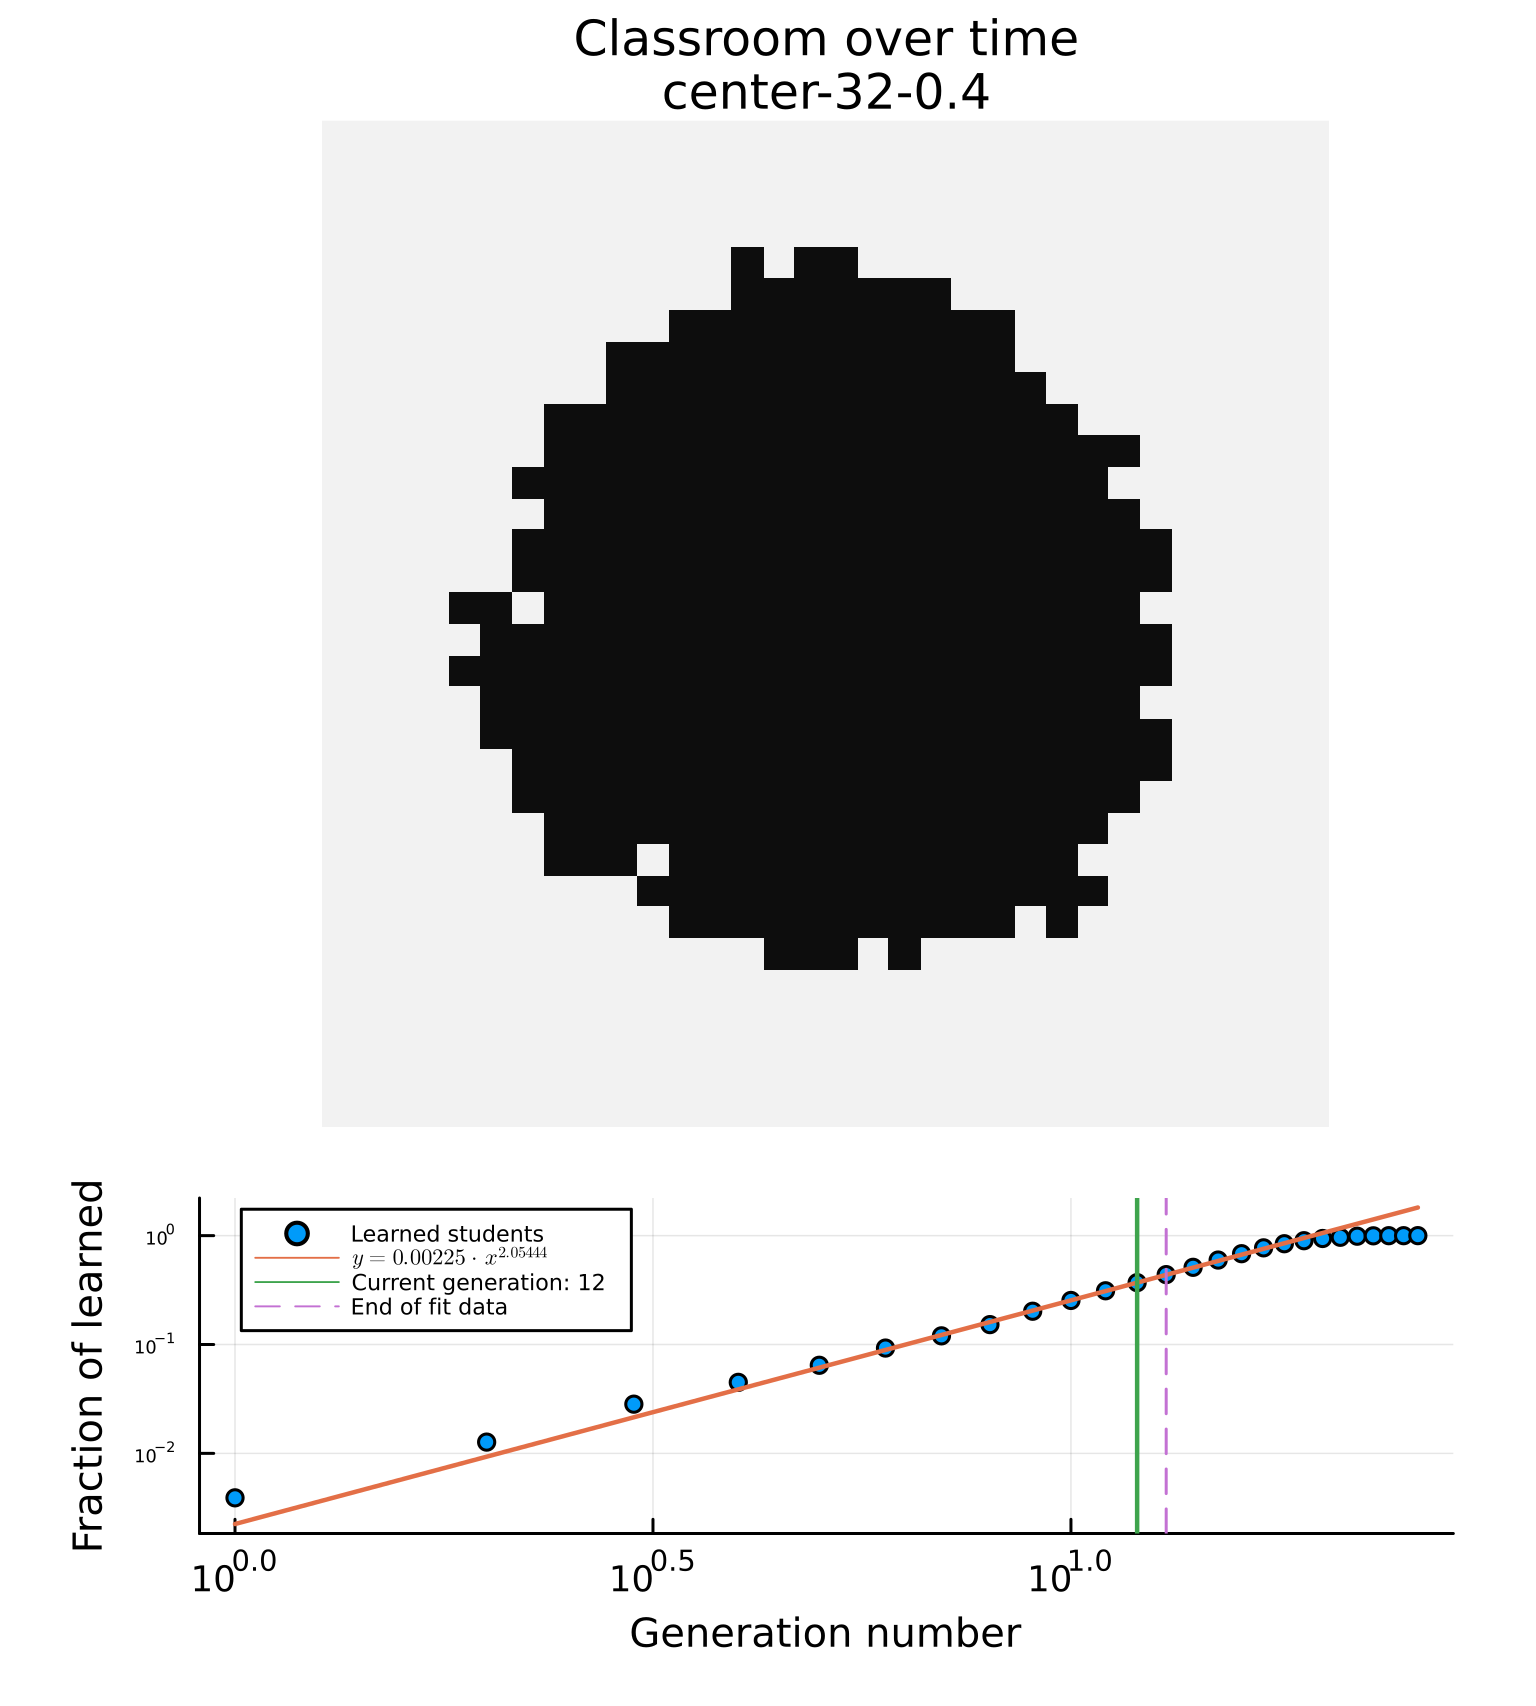 Classroom over time
center-32-0.4
Fraction of learned
10^0
10^-1
10^-2
Learned students
y = 0.00225 · x^2.05444
Current generation: 12
End of fit data
10^0.0
10^0.5
10^1.0
Generation number